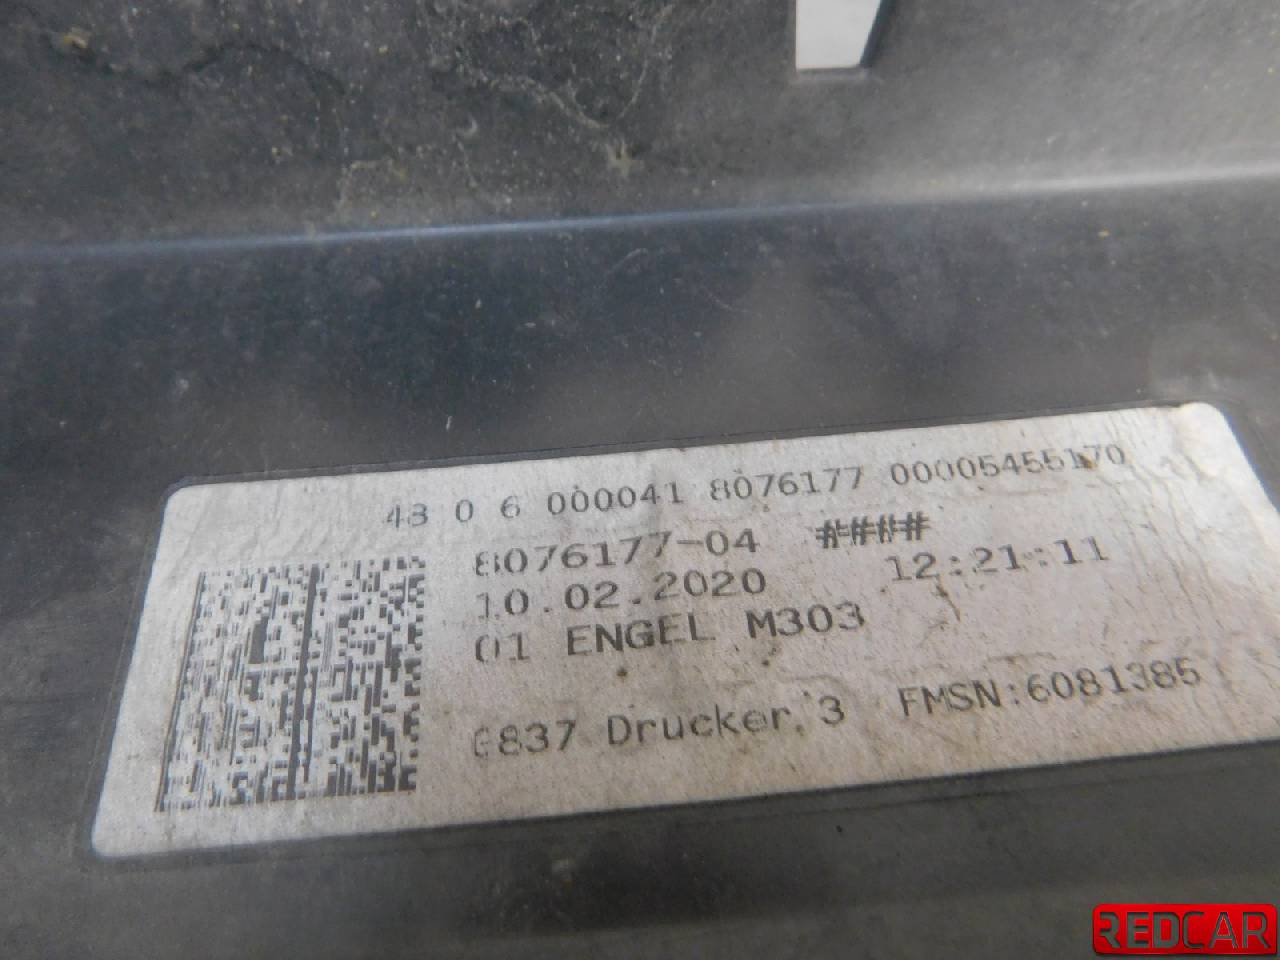 48 0 6 000041 8076177 00005455170
8076177-04 ####
10.02.2020 12:21:11
01 ENGEL M303
6837 Drucker 3 FMSN:6081385
REDCAR